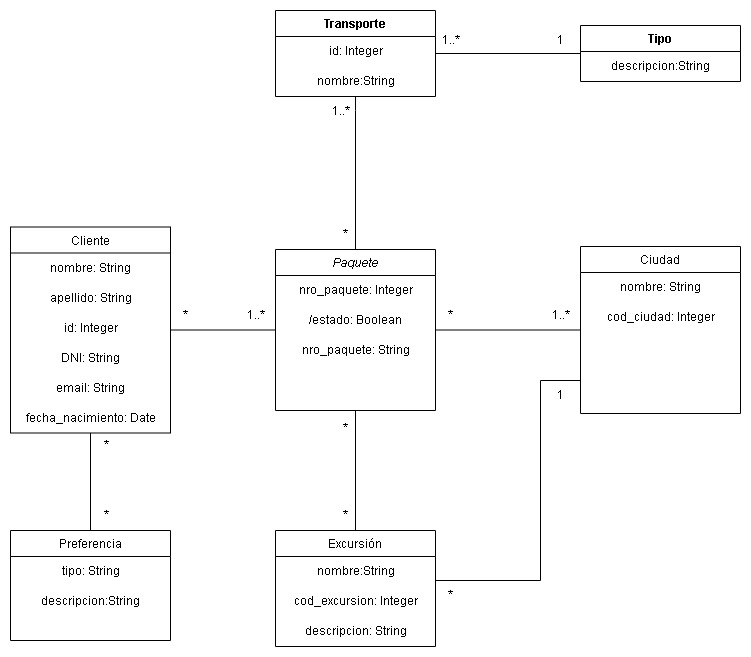 Transporte
id: Integer
nombre:String
1..*
1
Tipo
descripcion:String
1..*
*
Cliente
nombre: String
apellido: String
id: Integer
DNI: String
email: String
fecha_nacimiento: Date
*
1..*
Paquete
nro_paquete: Integer
/estado: Boolean
nro_paquete: String
*
1..*
Ciudad
nombre: String
cod_ciudad: Integer
1
*
*
Preferencia
tipo: String
descripcion:String
*
*
Excursión
nombre:String
cod_excursion: Integer
descripcion: String
*